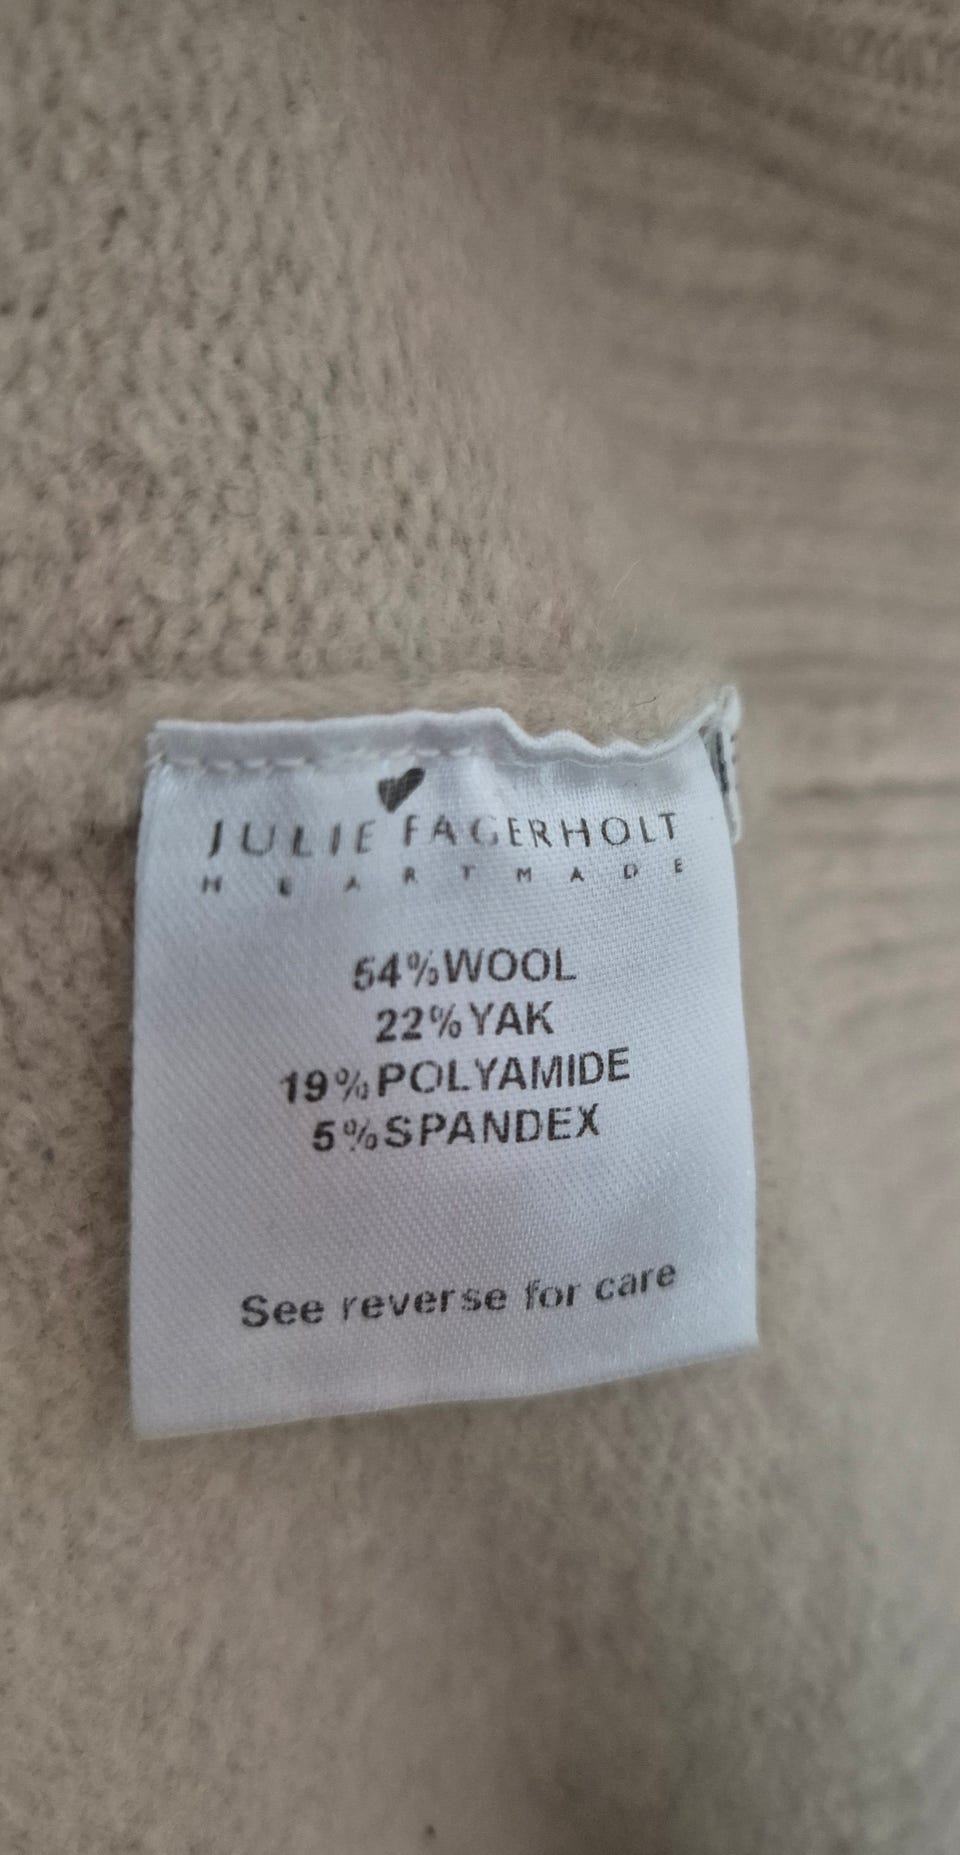 JULIE FAGERHOLT
HEARTMADE
54%WOOL
22%YAK
19%POLYAMIDE
5%SPANDEX
See reverse for care